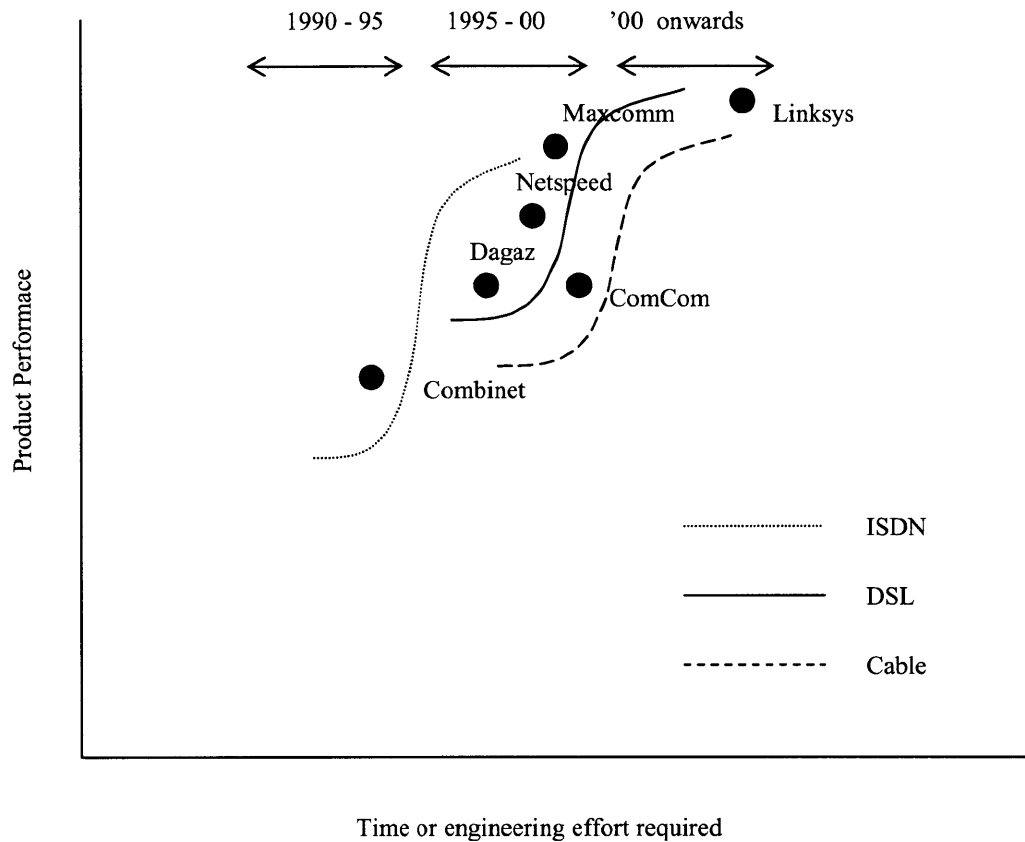 1990 - 95 1995 - 00 '00 onwards
Maxcomm
Linksys
Netspeed
Dagaz
ComCom
Combinet
Product Performace
ISDN
DSL
Cable
Time or engineering effort required